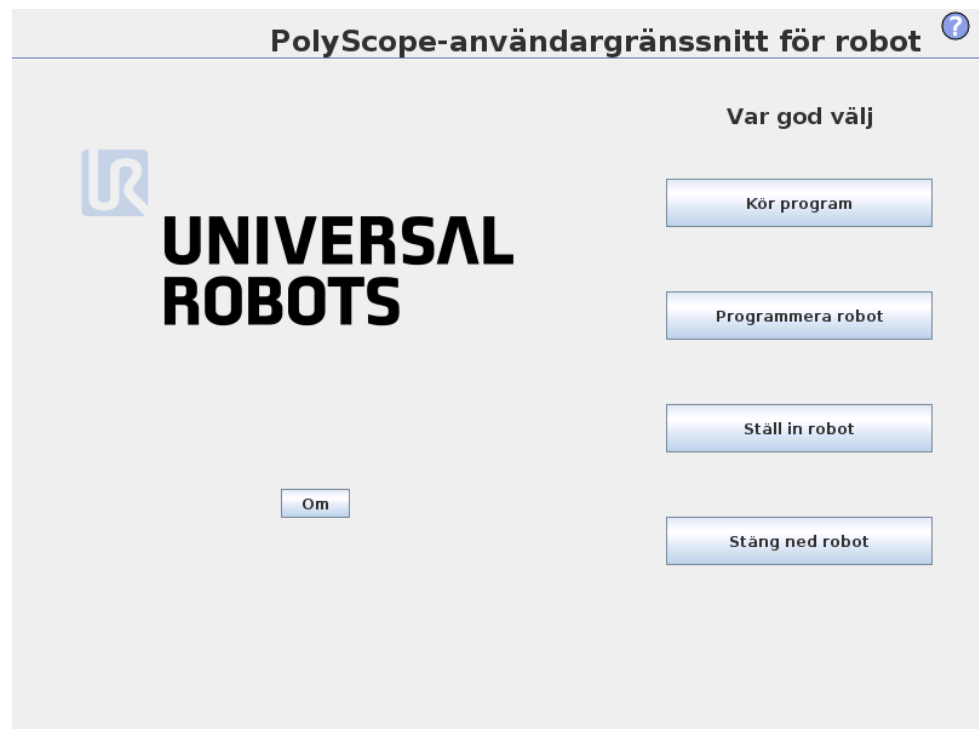 PolyScope-användargränssnitt för robot
?
Var god välj
UR
UNIVERSAL
ROBOTS
Kör program
Programmera robot
Ställ in robot
Om
Stäng ned robot